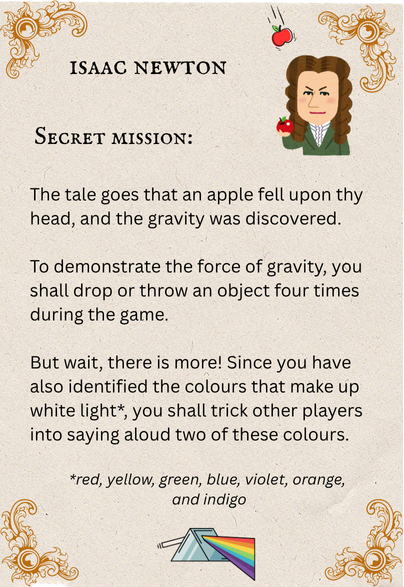 ISAAC NEWTON
SECRET MISSION:
The tale goes that an apple fell upon thy
head, and the gravity was discovered.
To demonstrate the force of gravity, you
shall drop or throw an object four times
during the game.
But wait, there is more! Since you have
also identified the colours that make up
white light*, you shall trick other players
into saying aloud two of these colours.
*red, yellow, green, blue, violet, orange,
and indigo